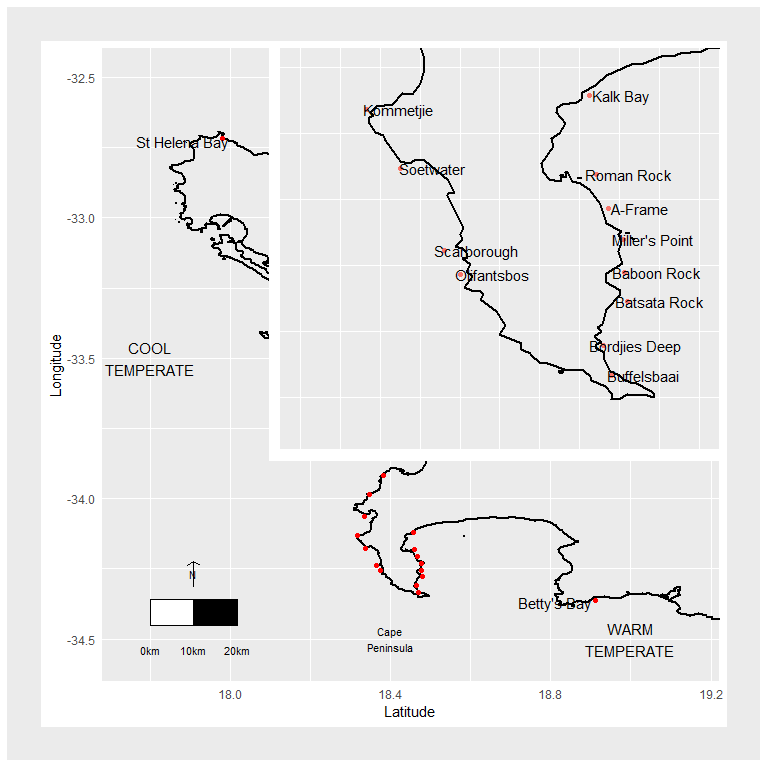 -32.5
-33.0
-33.5
-34.0
-34.5
Longitude
St Helena Bay
COOL
TEMPERATE
Kommetjie
Soetwater
Scarborough
Olifantsbos
Kalk Bay
Roman Rock
A-Frame
Miller's Point
Baboon Rock
Batsata Rock
Bordjies Deep
Buffelsbaai
N
0km 10km 20km
Cape
Peninsula
Betty's Bay
WARM
TEMPERATE
18.0 18.4 18.8 19.2
Latitude